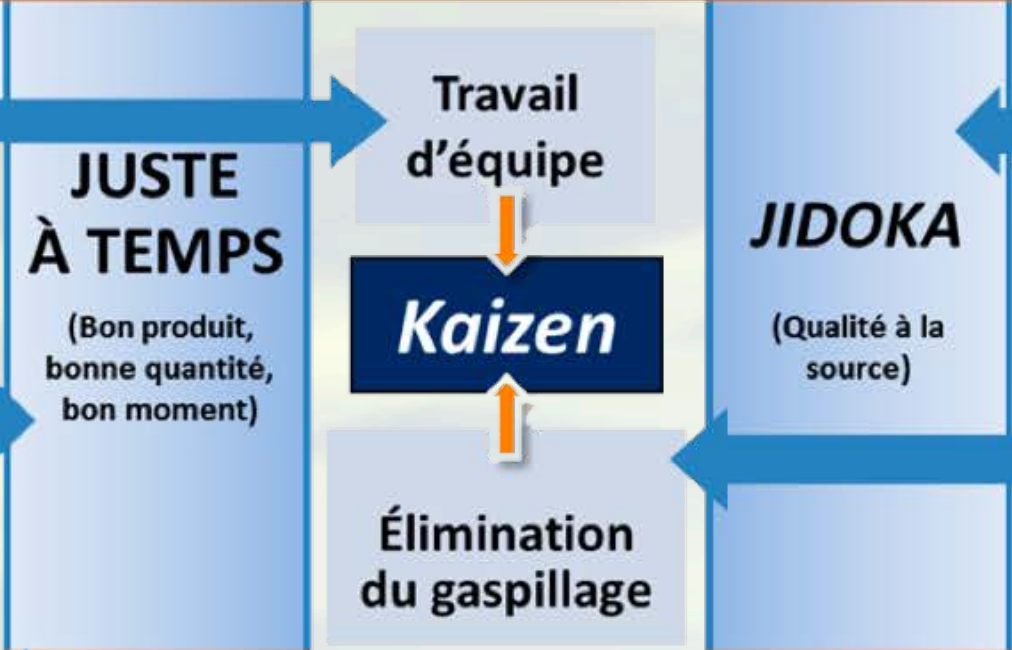 JUSTE
À TEMPS
(Bon produit,
bonne quantité,
bon moment)
Travail
d’équipe
Kaizen
Élimination
du gaspillage
JIDOKA
(Qualité à la
source)